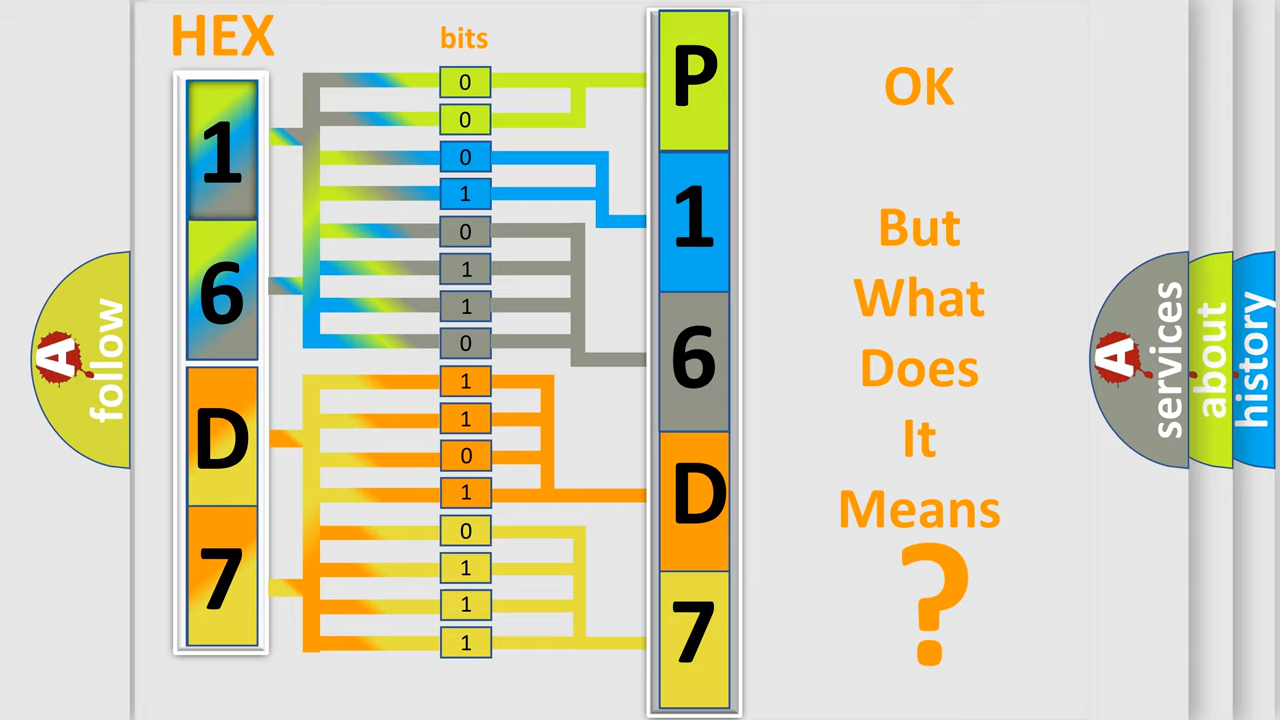 HEX
bits
1
6
D
7
0
0
0
1
0
1
1
0
1
1
0
1
0
1
1
1
P
1
6
D
7
OK
But
What
Does
It
Means
?
A
follow
A
services
about
history